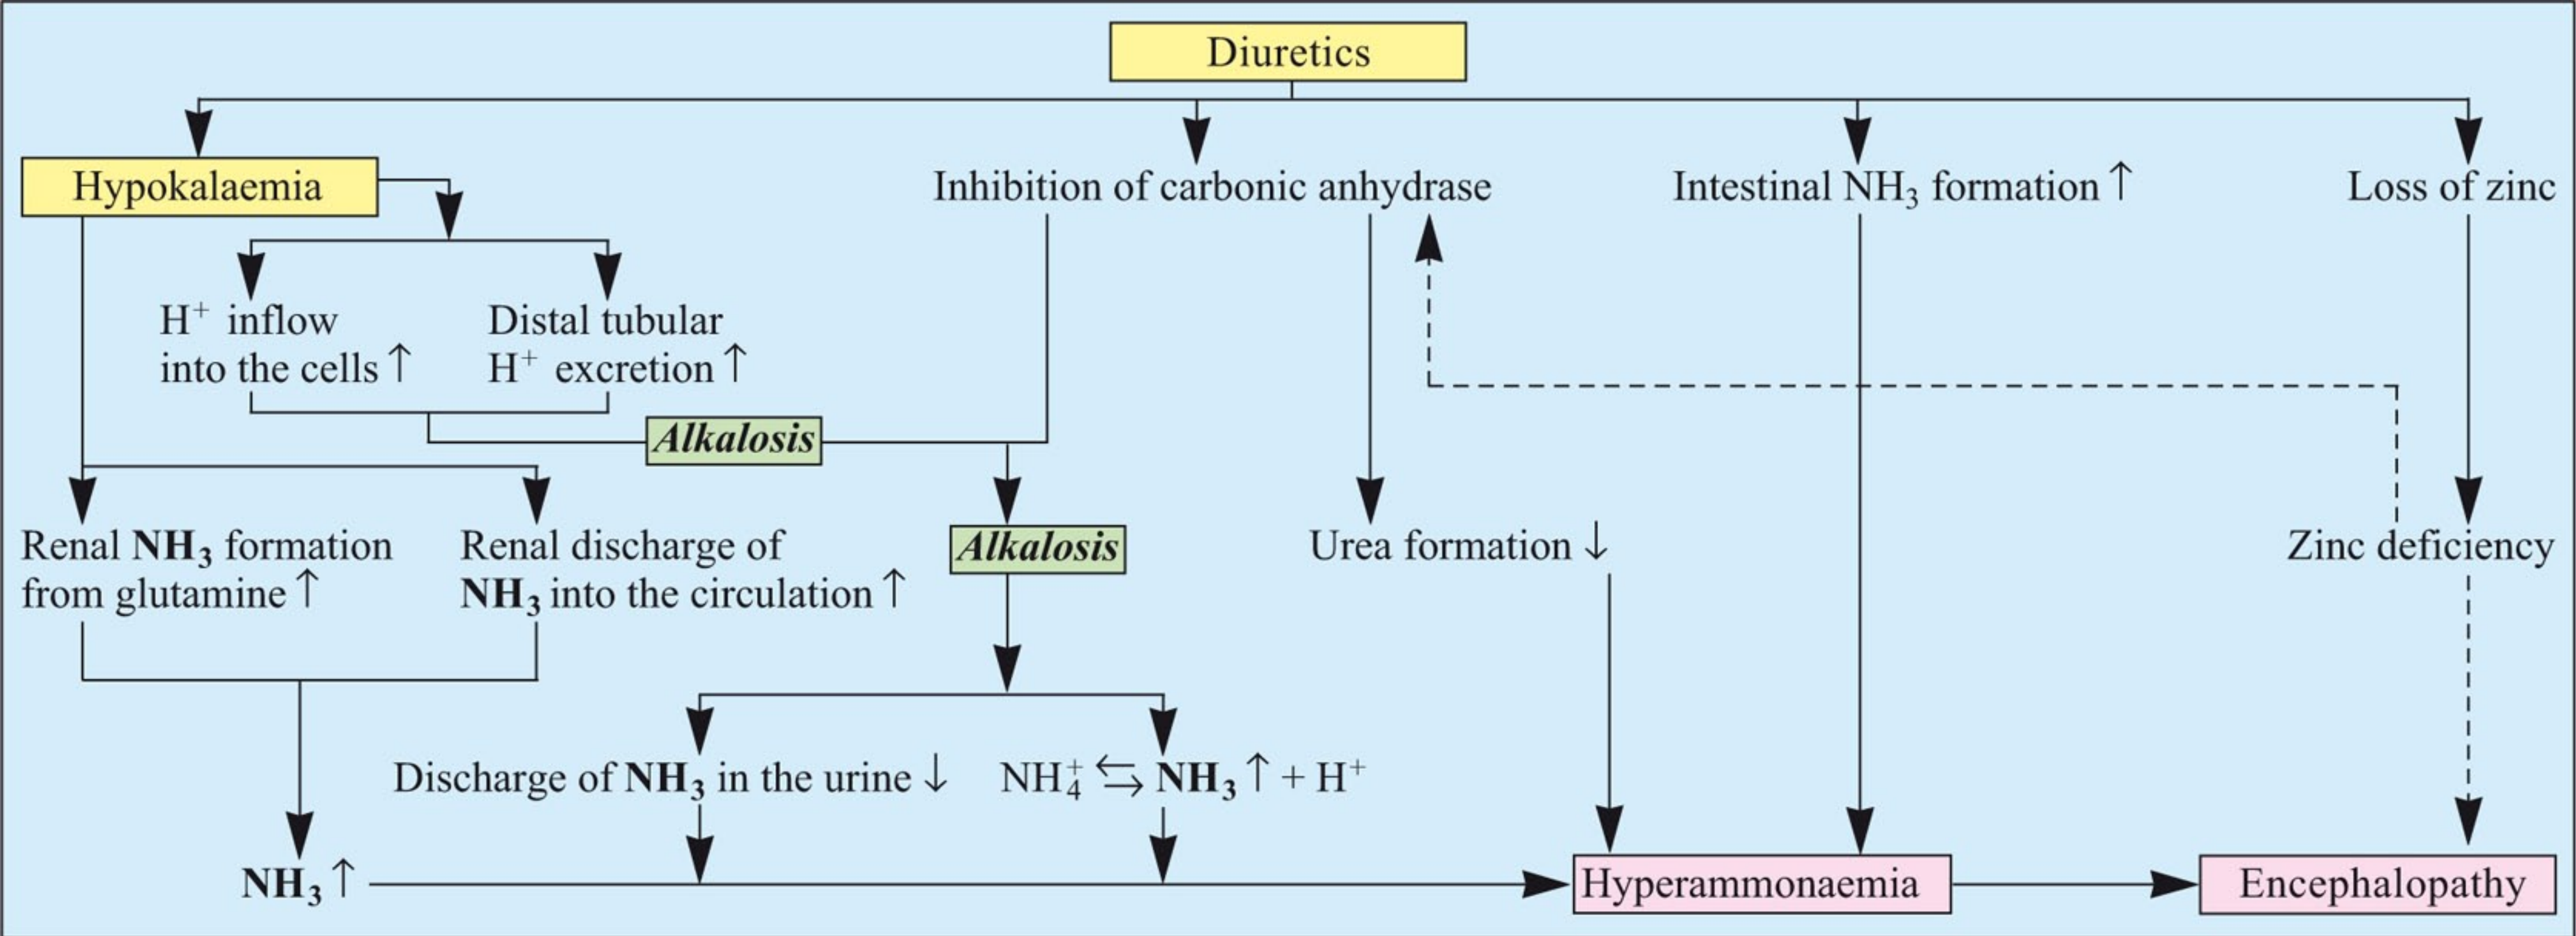 Diuretics
Hypokalaemia
Inhibition of carbonic anhydrase
Intestinal NH₃ formation ↑
Loss of zinc
H⁺ inflow
into the cells ↑
Distal tubular
H⁺ excretion ↑
Alkalosis
Renal NH₃ formation
from glutamine ↑
Renal discharge of
NH₃ into the circulation ↑
Alkalosis
Urea formation ↓
Zinc deficiency
Discharge of NH₃ in the urine ↓
NH₄⁺ ⇆ NH₃ ↑ + H⁺
NH₃ ↑
Hyperammonaemia
Encephalopathy